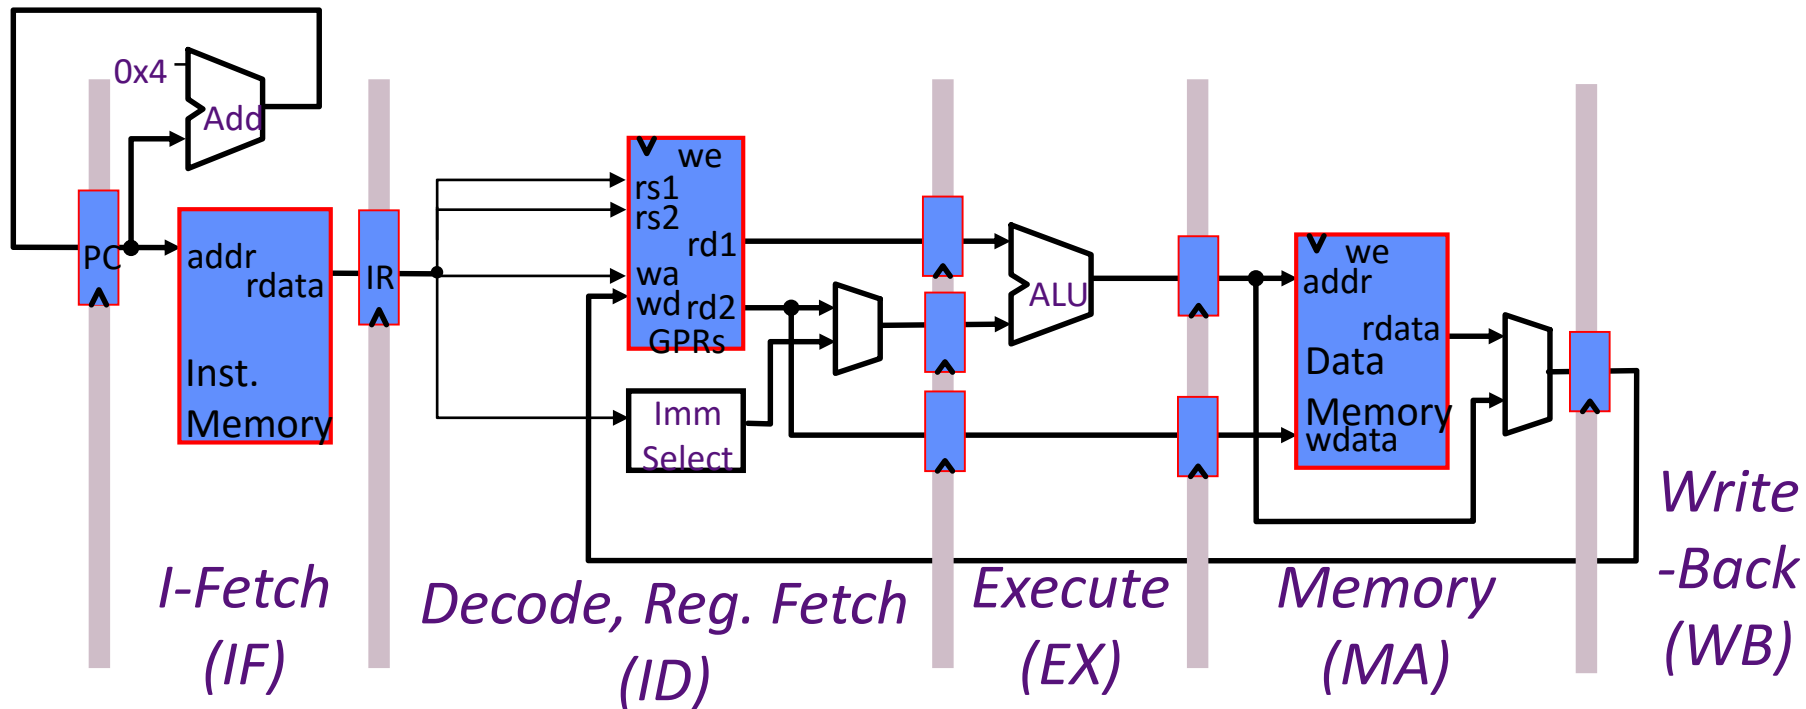 0x4
Add
PC
addr
rdata
Inst.
Memory
IR
we
rs1
rs2
rd1
wa
wd
rd2
GPRs
Imm
Select
ALU
we
addr
rdata
Data
Memory
wdata
I-Fetch
(IF)
Decode, Reg. Fetch
(ID)
Execute
(EX)
Memory
(MA)
Write
-Back
(WB)